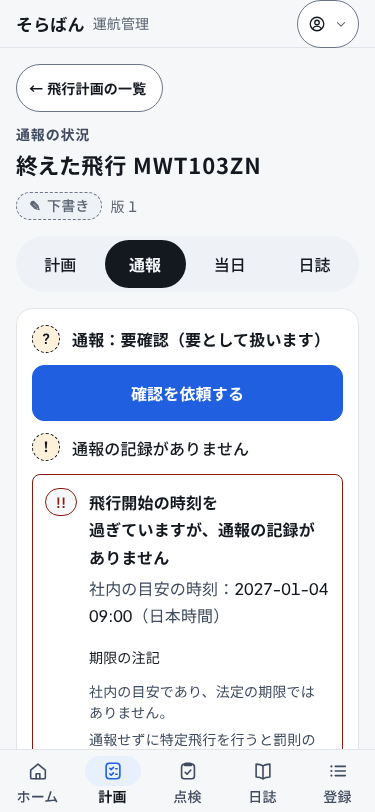 そらばん 運航管理
← 飛行計画の一覧
通報の状況
終えた飛行 MWT103ZN
✎ 下書き 版 1
計画 通報 当日 日誌
? 通報：要確認（要として扱います）
確認を依頼する
! 通報の記録がありません
!! 飛行開始の時刻を
過ぎていますが、通報の記録が
ありません
社内の目安の時刻：2027-01-04
09:00（日本時間）
期限の注記
社内の目安であり、法定の期限では
ありません。
通報せずに特定飛行を行うと罰則の
ホーム 計画 点検 日誌 登録